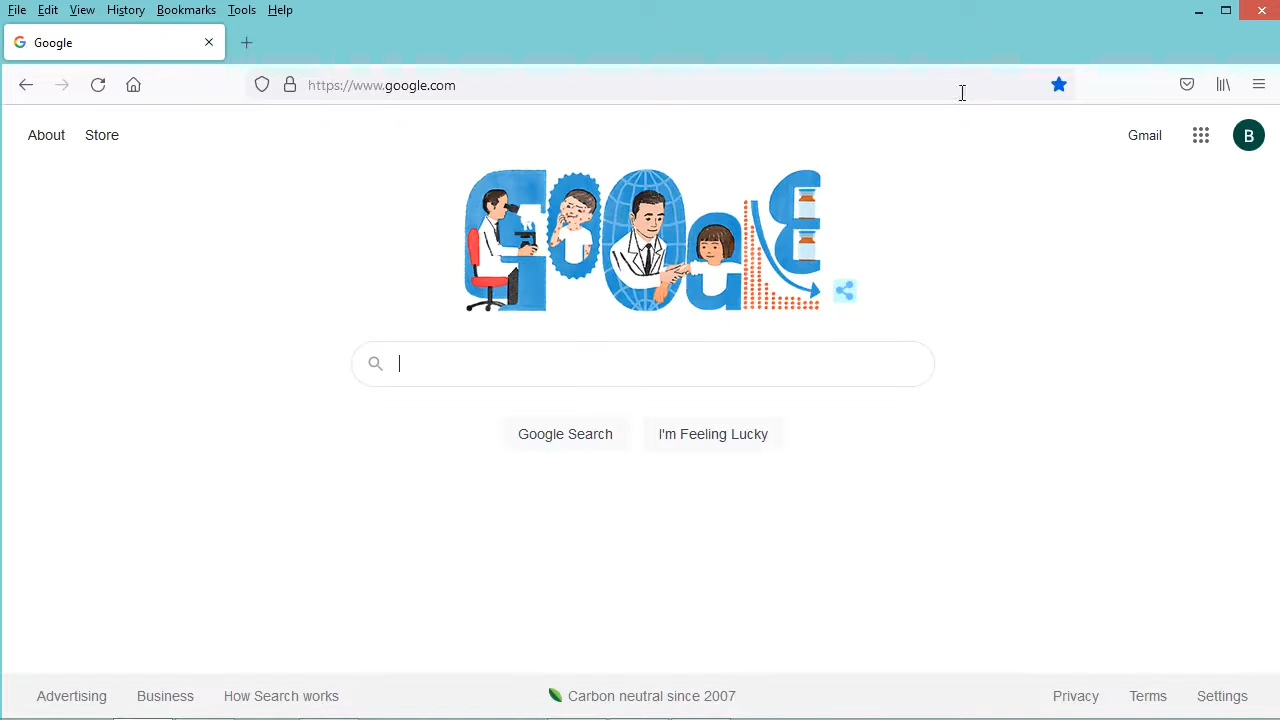 File Edit View History Bookmarks Tools Help
Google
https://www.google.com
About Store Gmail B
Google
Google Search I'm Feeling Lucky
Advertising Business How Search works Carbon neutral since 2007 Privacy Terms Settings